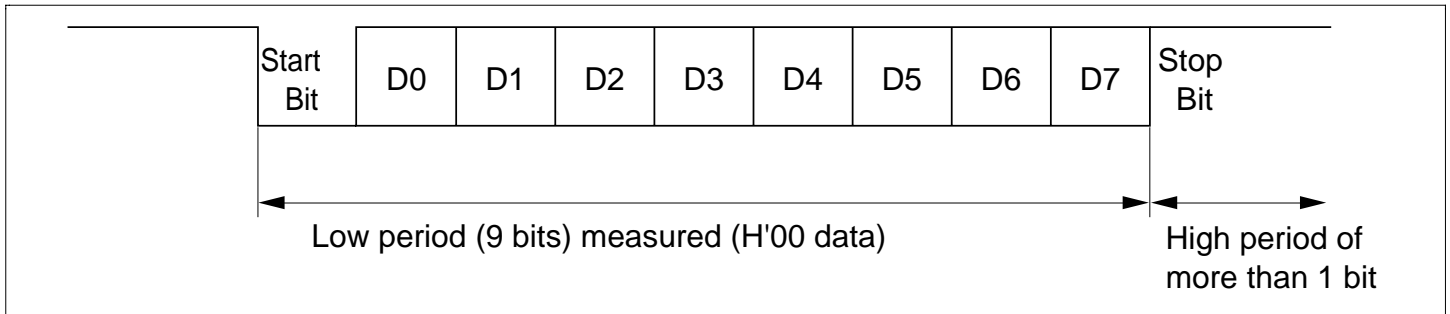 Start
Bit
D0 D1 D2 D3 D4 D5 D6 D7
Stop
Bit
Low period (9 bits) measured (H'00 data)
High period of
more than 1 bit